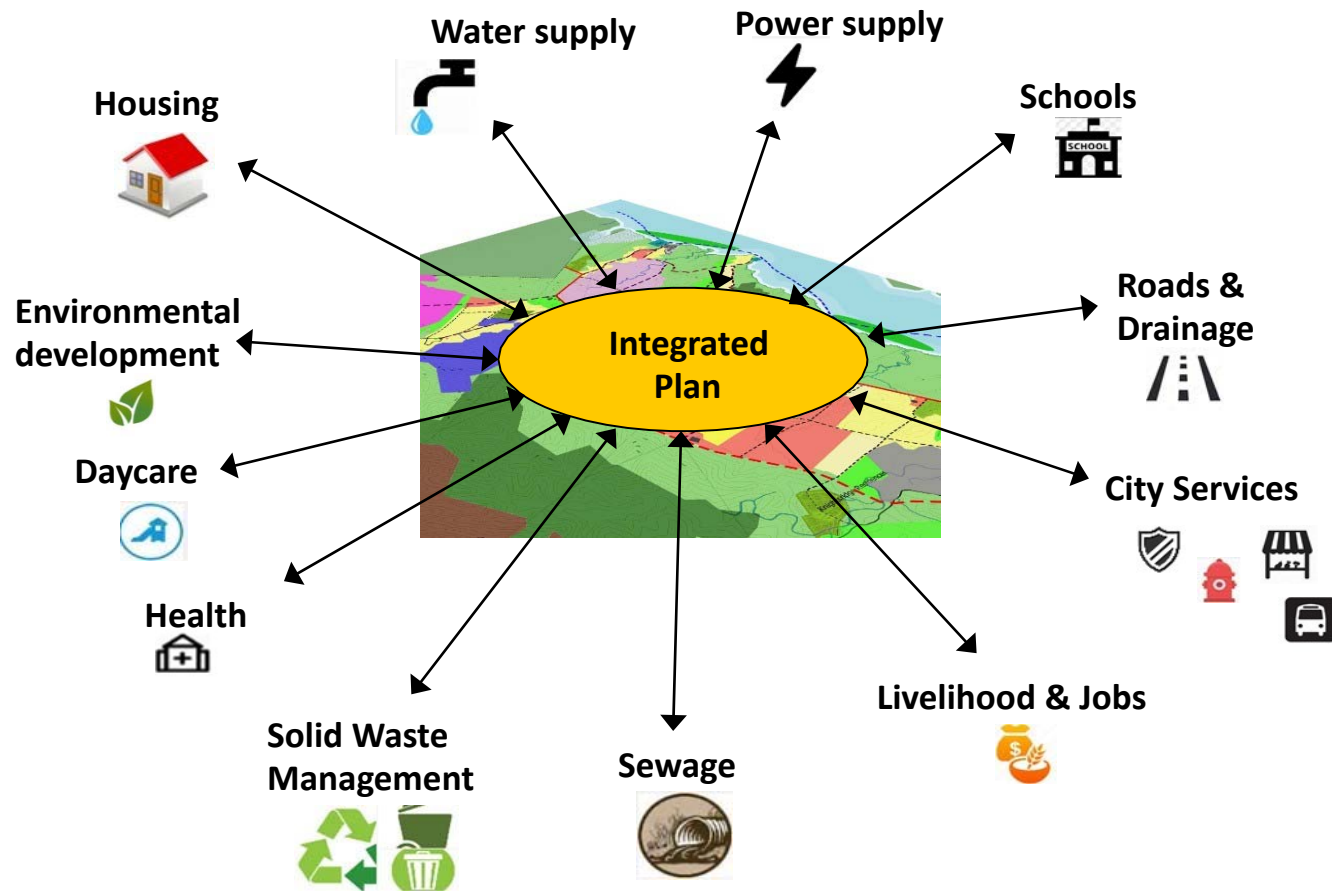 Water supply
Power supply
Housing
Schools
SCHOOL
Environmental
development
Integrated
Plan
Roads &
Drainage
Daycare
City Services
Health
Livelihood & Jobs
Solid Waste
Management
Sewage
$